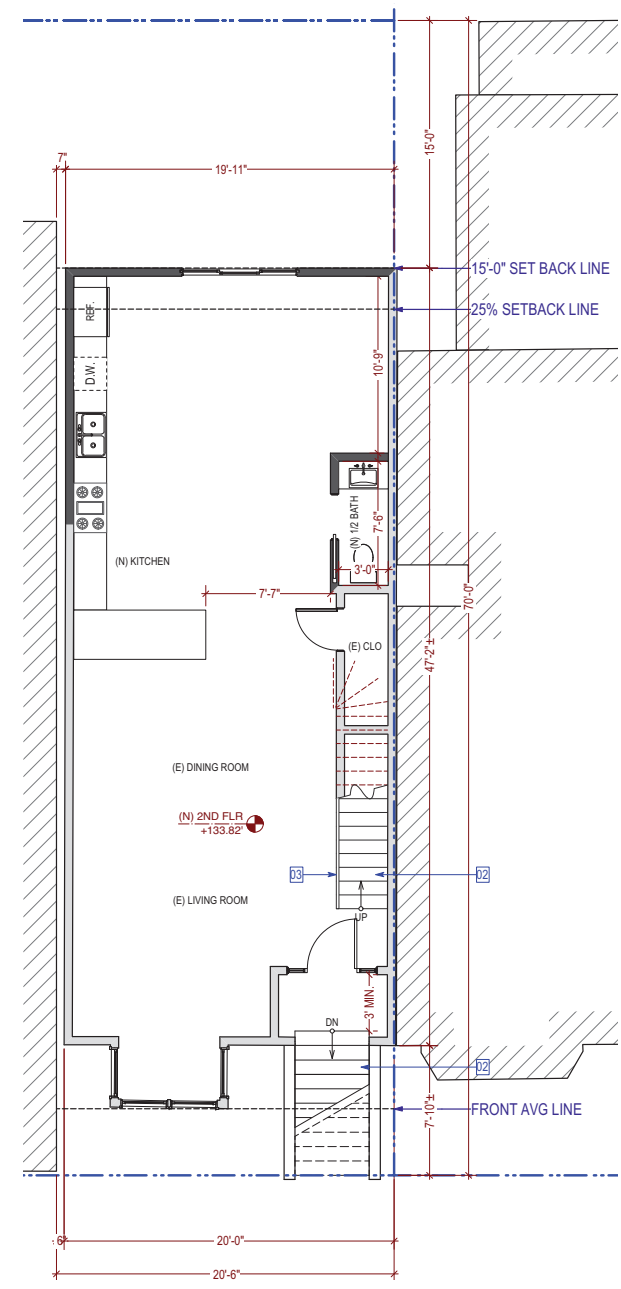 15'-0"
7"
19'-11"
15'-0" SET BACK LINE
REF.
25% SETBACK LINE
D.W.
10'-9"
(N) 1/2 BATH
7'-6"
(N) KITCHEN
3'-0"
7'-7"
70'-0"
(E) CLO
47'-2"±
(E) DINING ROOM
(N) 2ND FLR
+133.82'
03
02
(E) LIVING ROOM
UP
3' MIN.
DN
02
7'-10"±
FRONT AVG LINE
6"
20'-0"
20'-6"